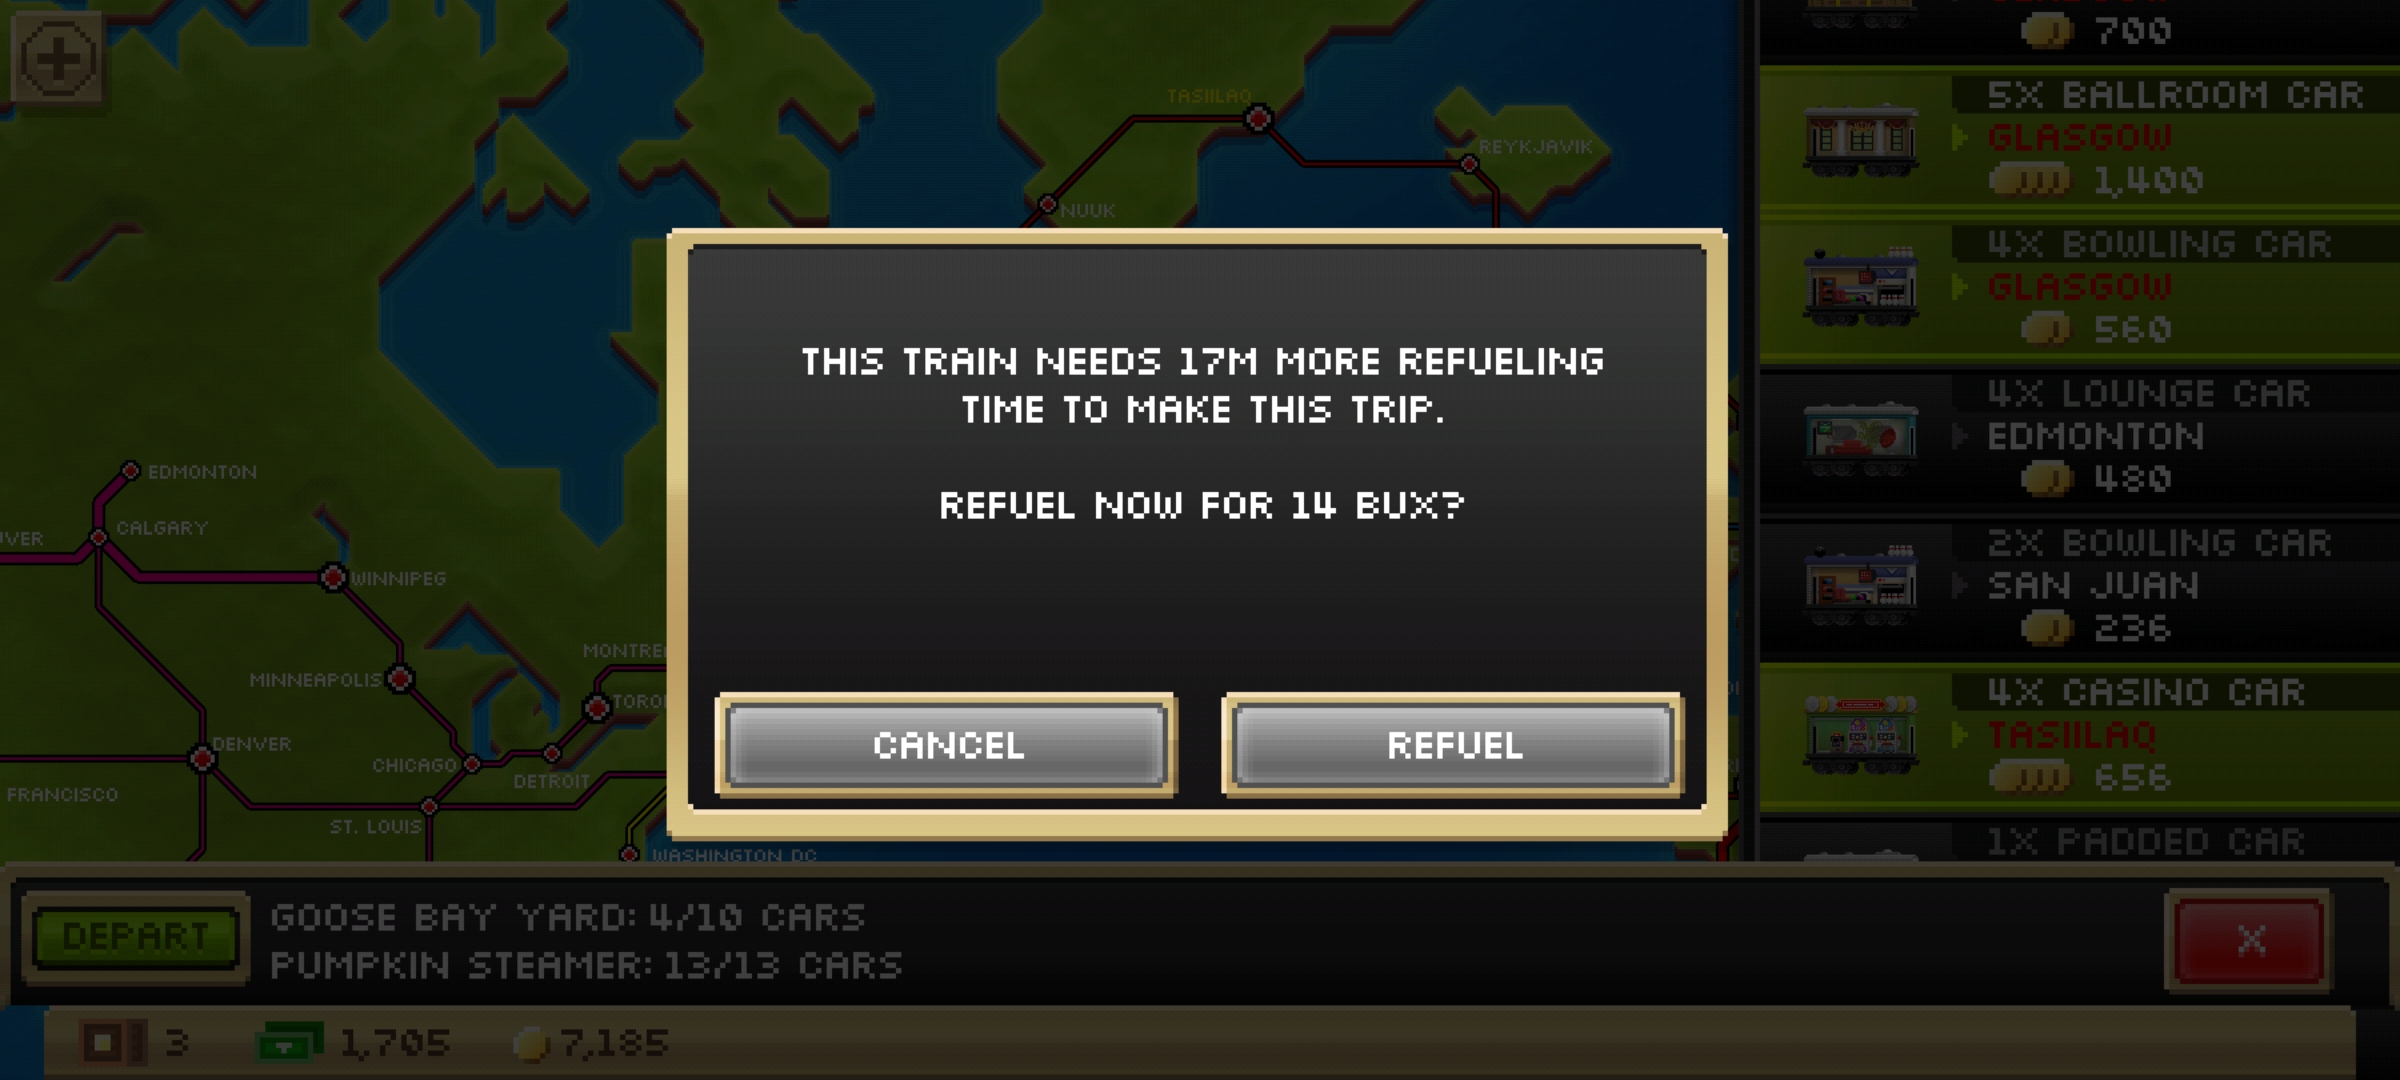 700
5X BALLROOM CAR
GLASGOW
1,400
4X BOWLING CAR
GLASGOW
560
4X LOUNGE CAR
EDMONTON
480
2X BOWLING CAR
SAN JUAN
236
4X CASINO CAR
TASIILAQ
656
1X PADDED CAR
TASIILAQ
REYKJAVIK
NUUK
THIS TRAIN NEEDS 17M MORE REFUELING
TIME TO MAKE THIS TRIP.
REFUEL NOW FOR 14 BUX?
CANCEL
REFUEL
EDMONTON
CALGARY
VER
WINNIPEG
MONTRE
MINNEAPOLIS
TORO
DENVER
CHICAGO
DETROIT
FRANCISCO
ST. LOUIS
WASHINGTON DC
DEPART
GOOSE BAY YARD: 4/10 CARS
PUMPKIN STEAMER: 13/13 CARS
X
3
1,705
7,185